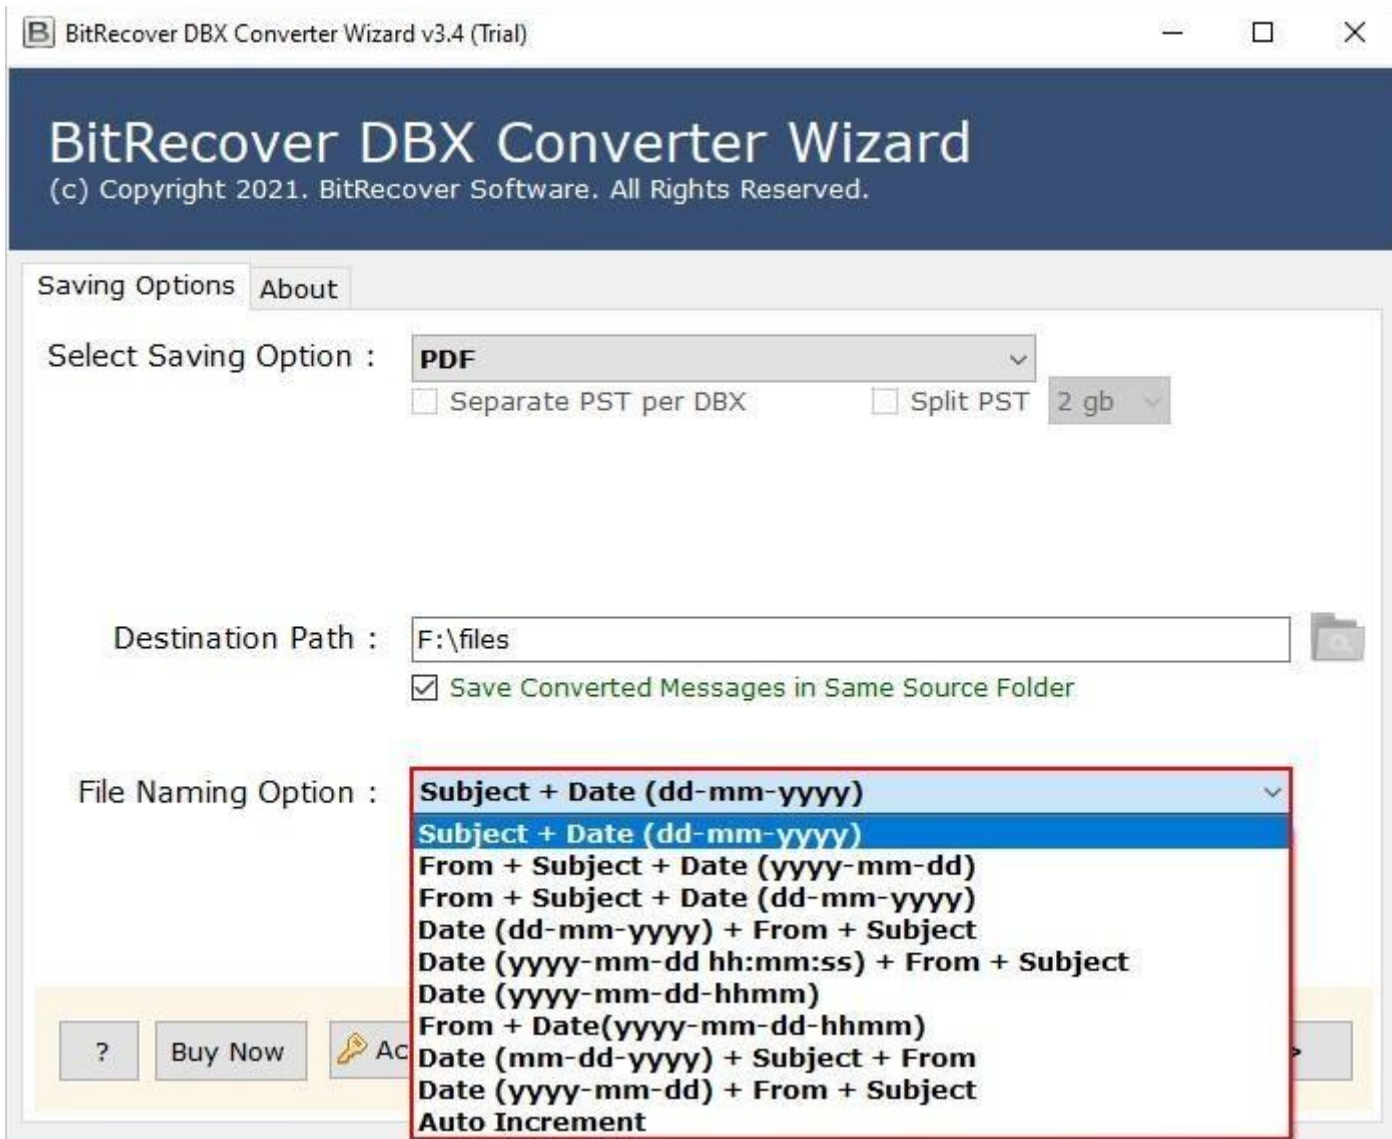 BitRecover DBX Converter Wizard v3.4 (Trial)
BitRecover DBX Converter Wizard
(c) Copyright 2021. BitRecover Software. All Rights Reserved.
Saving Options About
Select Saving Option : PDF
Separate PST per DBX Split PST 2 gb
Destination Path : F:\files
Save Converted Messages in Same Source Folder
File Naming Option : Subject + Date (dd-mm-yyyy)
Subject + Date (dd-mm-yyyy)
From + Subject + Date (yyyy-mm-dd)
From + Subject + Date (dd-mm-yyyy)
Date (dd-mm-yyyy) + From + Subject
Date (yyyy-mm-dd hh:mm:ss) + From + Subject
Date (yyyy-mm-dd-hhmm)
From + Date(yyyy-mm-dd-hhmm)
Date (mm-dd-yyyy) + Subject + From
Date (yyyy-mm-dd) + From + Subject
Auto Increment
? Buy Now